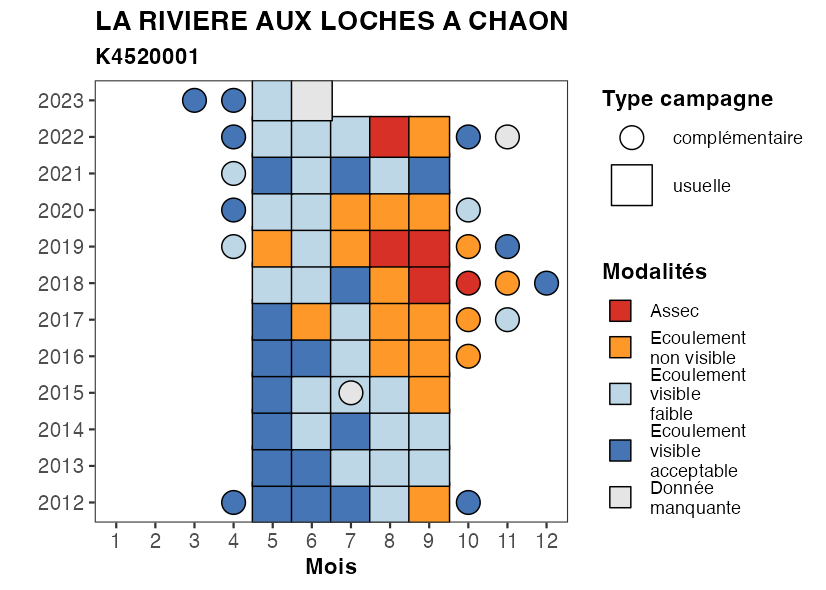 LA RIVIERE AUX LOCHES A CHAON
K4520001
2023
2022
2021
2020
2019
2018
2017
2016
2015
2014
2013
2012
1 2 3 4 5 6 7 8 9 10 11 12
Mois
Type campagne
complémentaire
usuelle
Modalités
Assec
Ecoulement
non visible
Ecoulement
visible
faible
Ecoulement
visible
acceptable
Donnée
manquante